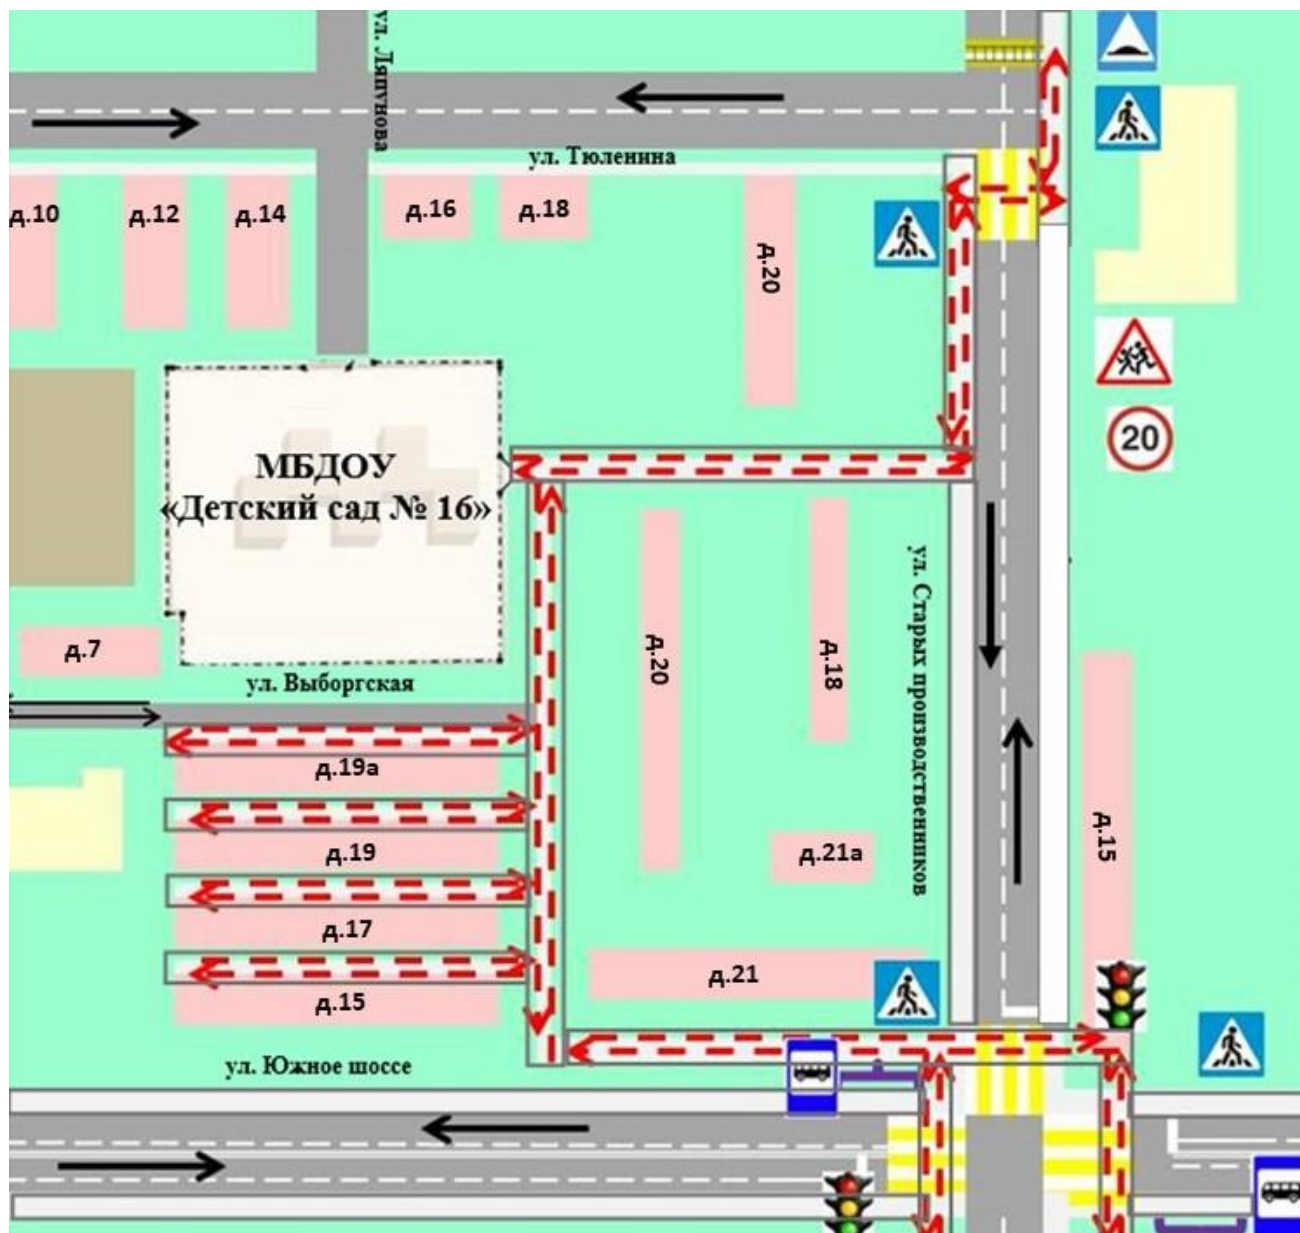 ул. Ляпунова
ул. Тюленина
д.10
д.12
д.14
д.16
д.18
д.20
20
МБДОУ
«Детский сад № 16»
ул. Старых производственников
д.20
д.18
д.7
ул. Выборгская
д.19а
д.19
д.21а
д.15
д.17
д.21
д.15
ул. Южное шоссе